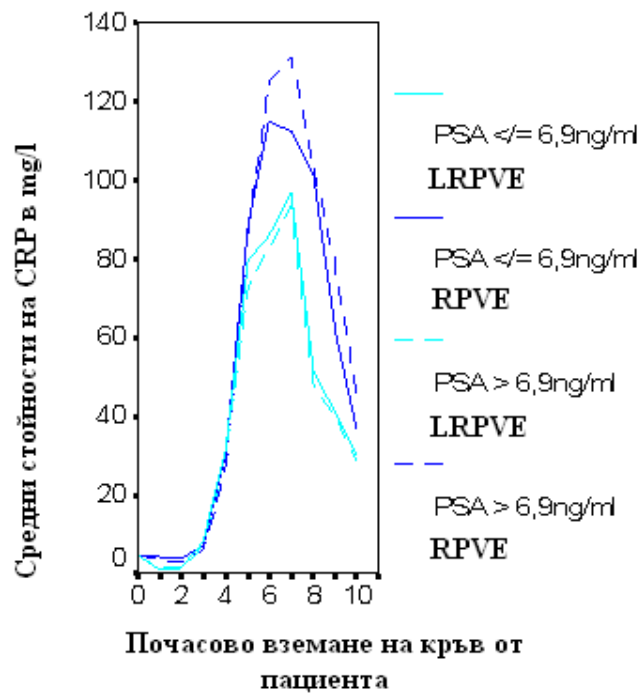 Средни стойности на CRP в mg/l
140
120
100
80
60
40
20
0
0 2 4 6 8 10
Почасово вземане на кръв от
пациента
PSA </= 6,9ng/ml
LRPVE
PSA </= 6,9ng/ml
RPVE
PSA > 6,9ng/ml
LRPVE
PSA > 6,9ng/ml
RPVE